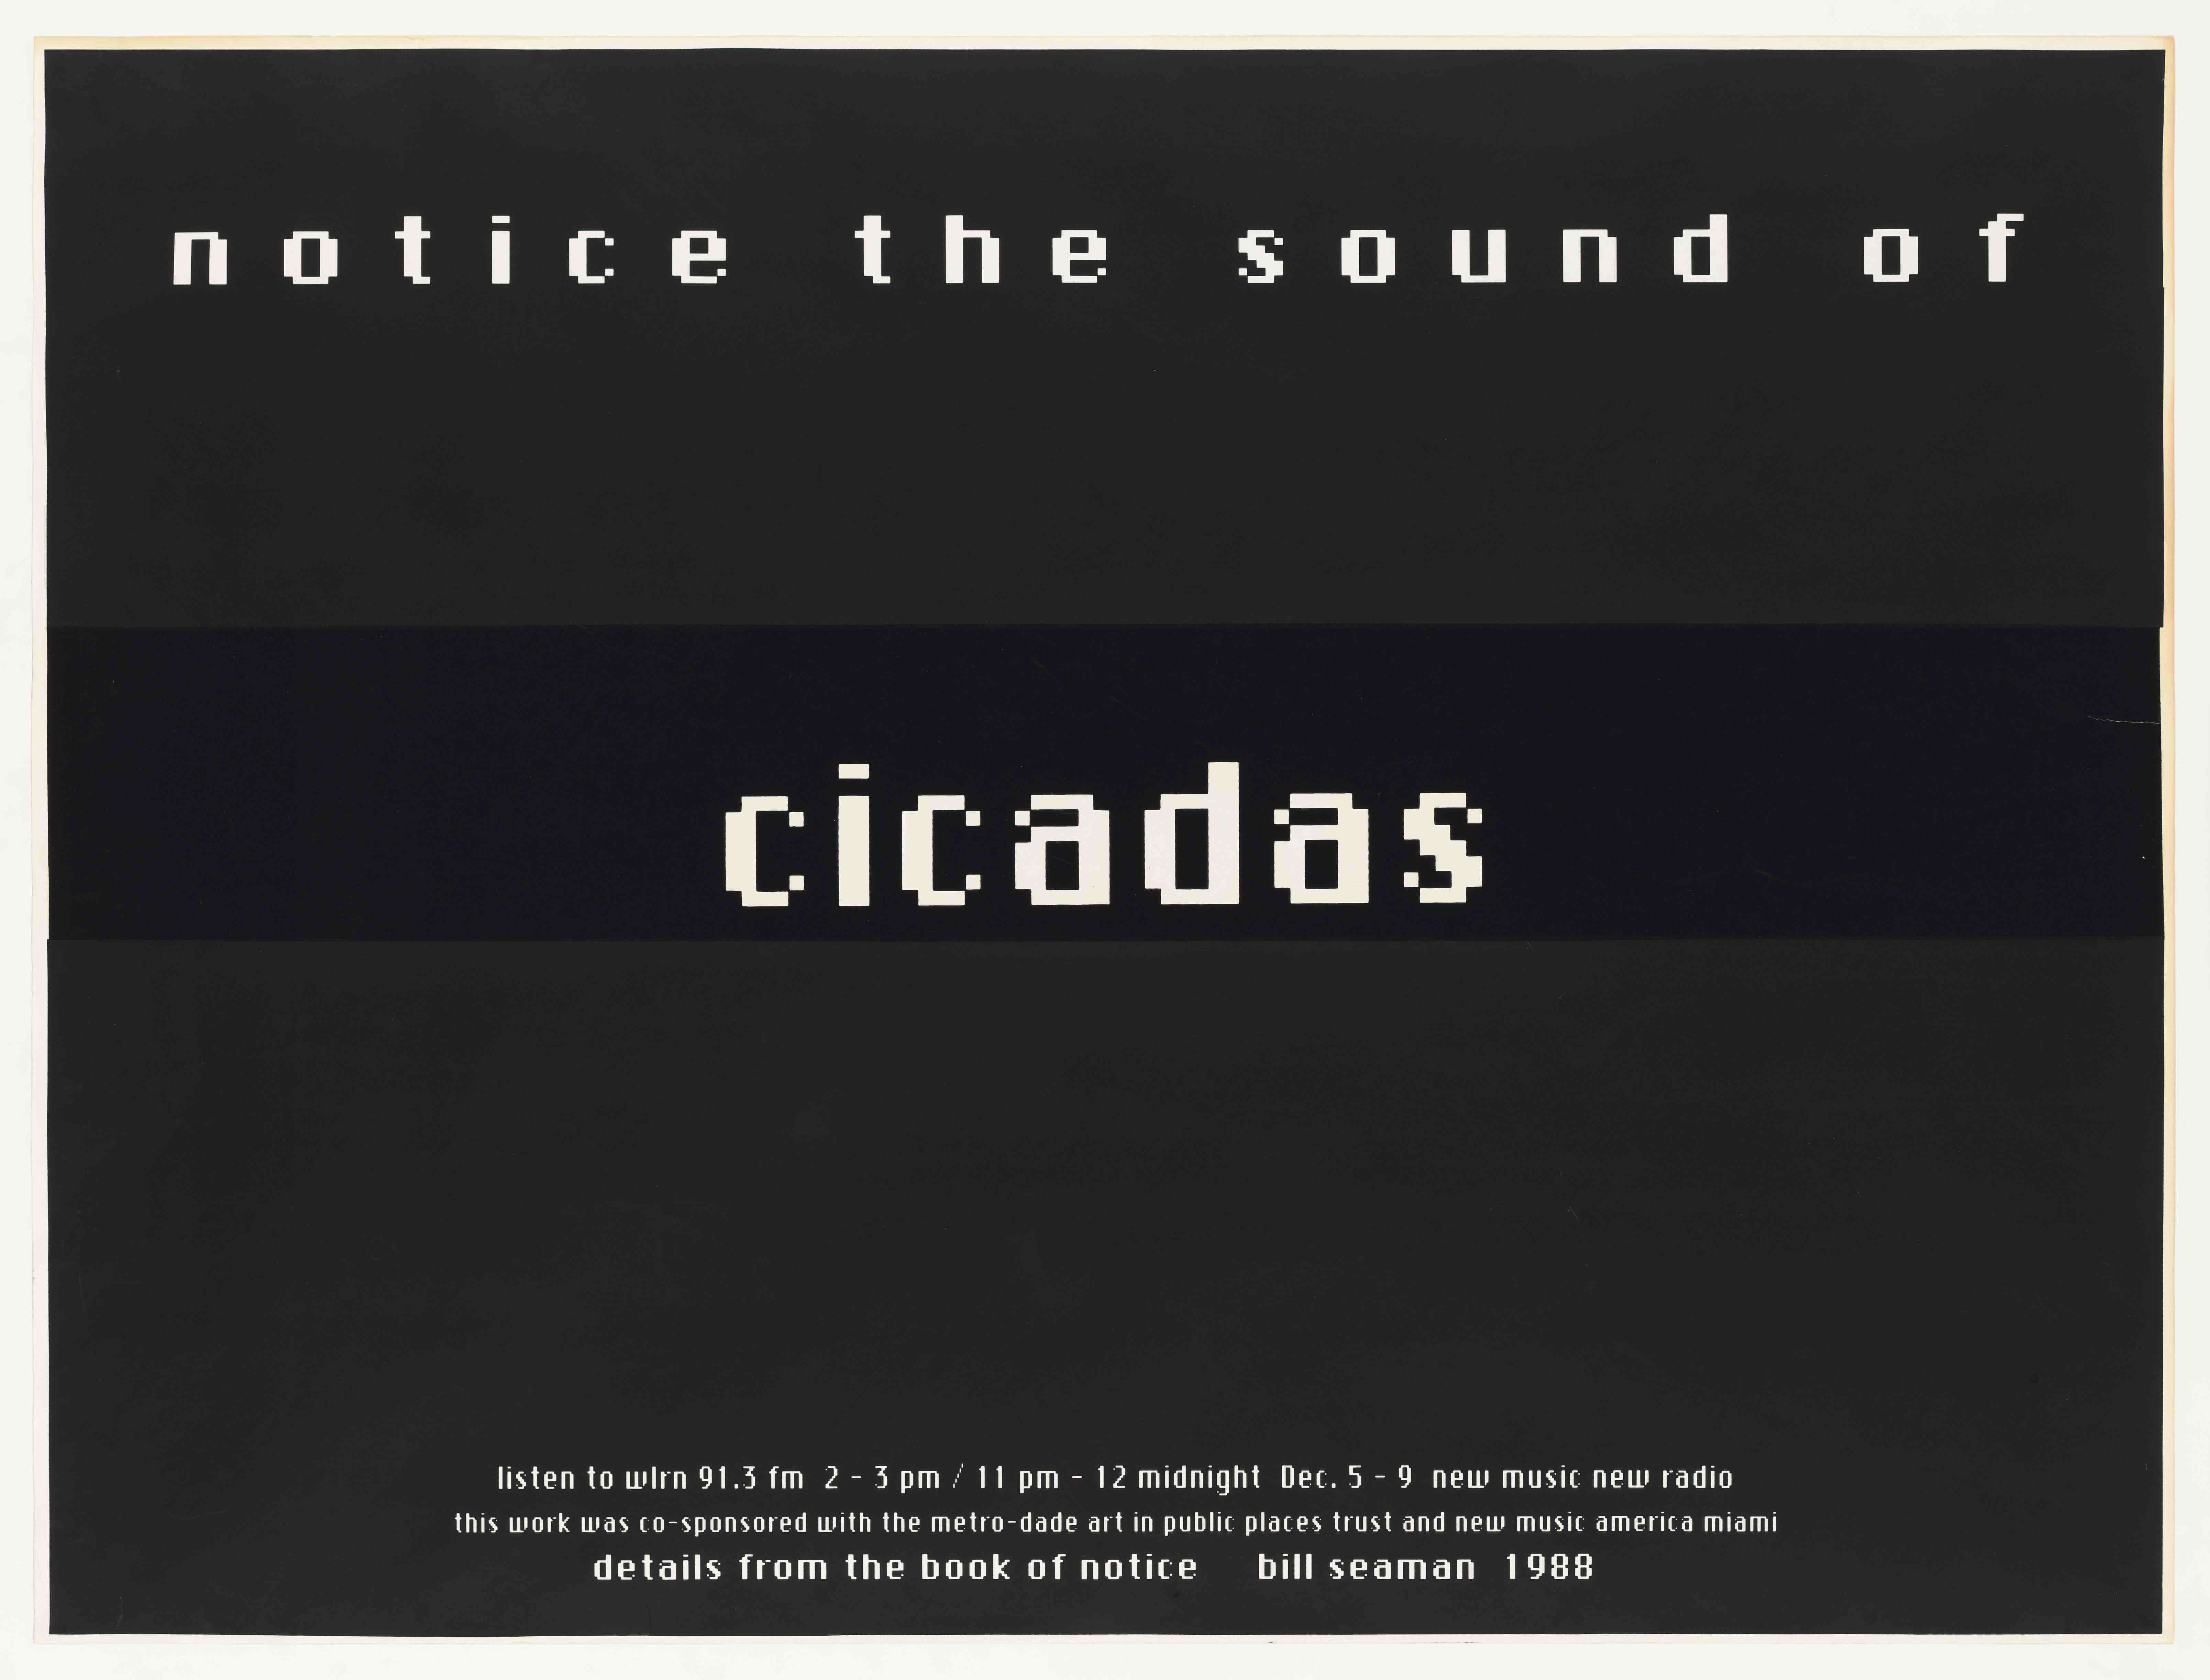 notice the sound of
cicadas
listen to wlrn 91.3 fm 2 - 3 pm / 11 pm - 12 midnight Dec. 5 - 9 new music new radio
this work was co-sponsored with the metro-dade art in public places trust and new music america miami
details from the book of notice bill seaman 1988